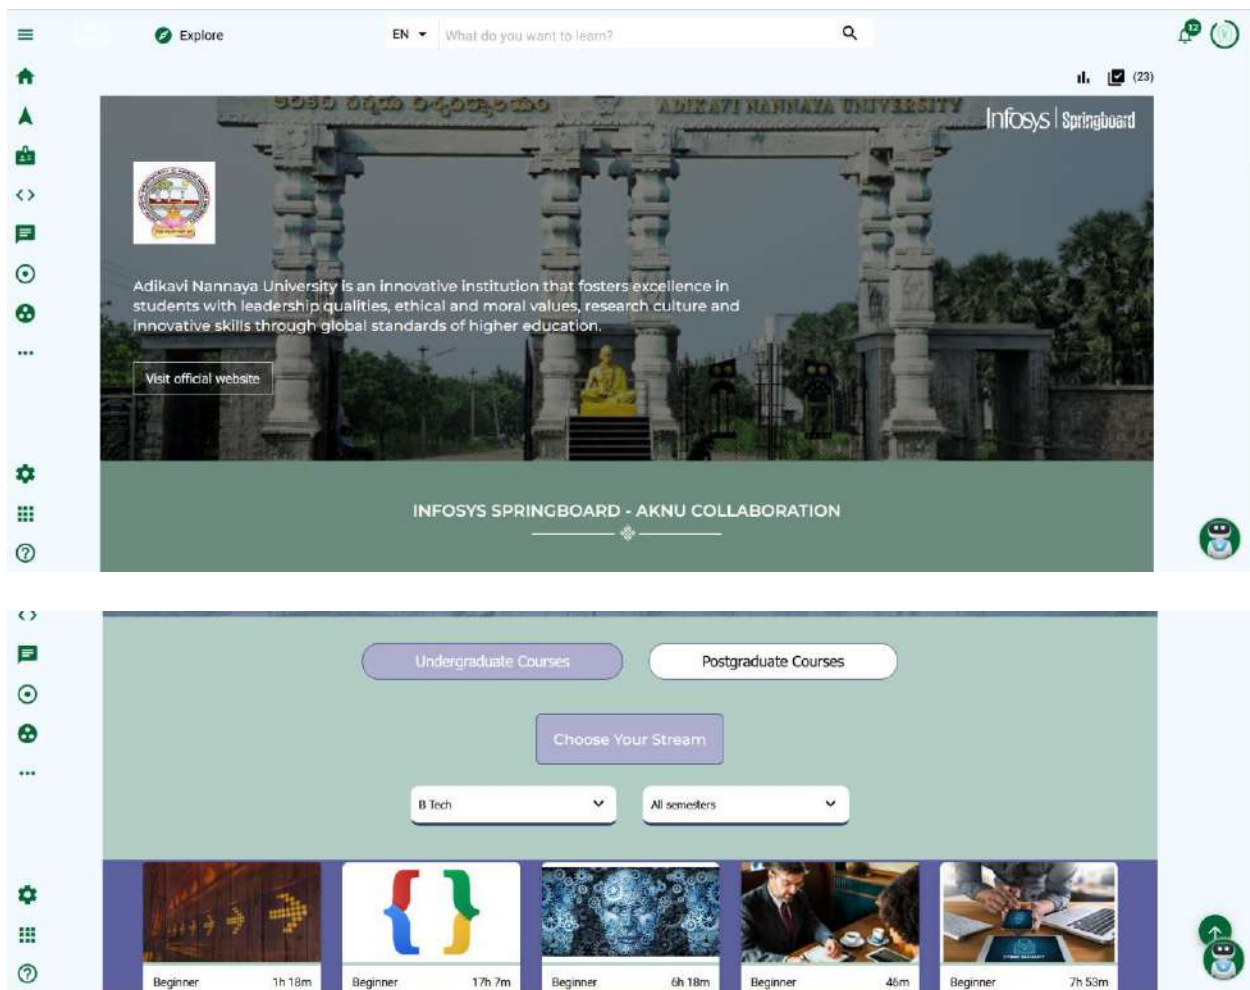 Explore
EN
What do you want to learn?
12
(23)
ADIKAVI NANNAYA UNIVERSITY
Infosys | Springboard
Adikavi Nannaya University is an innovative institution that fosters excellence in
students with leadership qualities, ethical and moral values, research culture and
innovative skills through global standards of higher education.
Visit official website
INFOSYS SPRINGBOARD - AKNU COLLABORATION
Undergraduate Courses
Postgraduate Courses
Choose Your Stream
B Tech
All semesters
Beginner 1h 18m
Beginner 17h 7m
Beginner 6h 18m
Beginner 46m
Beginner 7h 53m